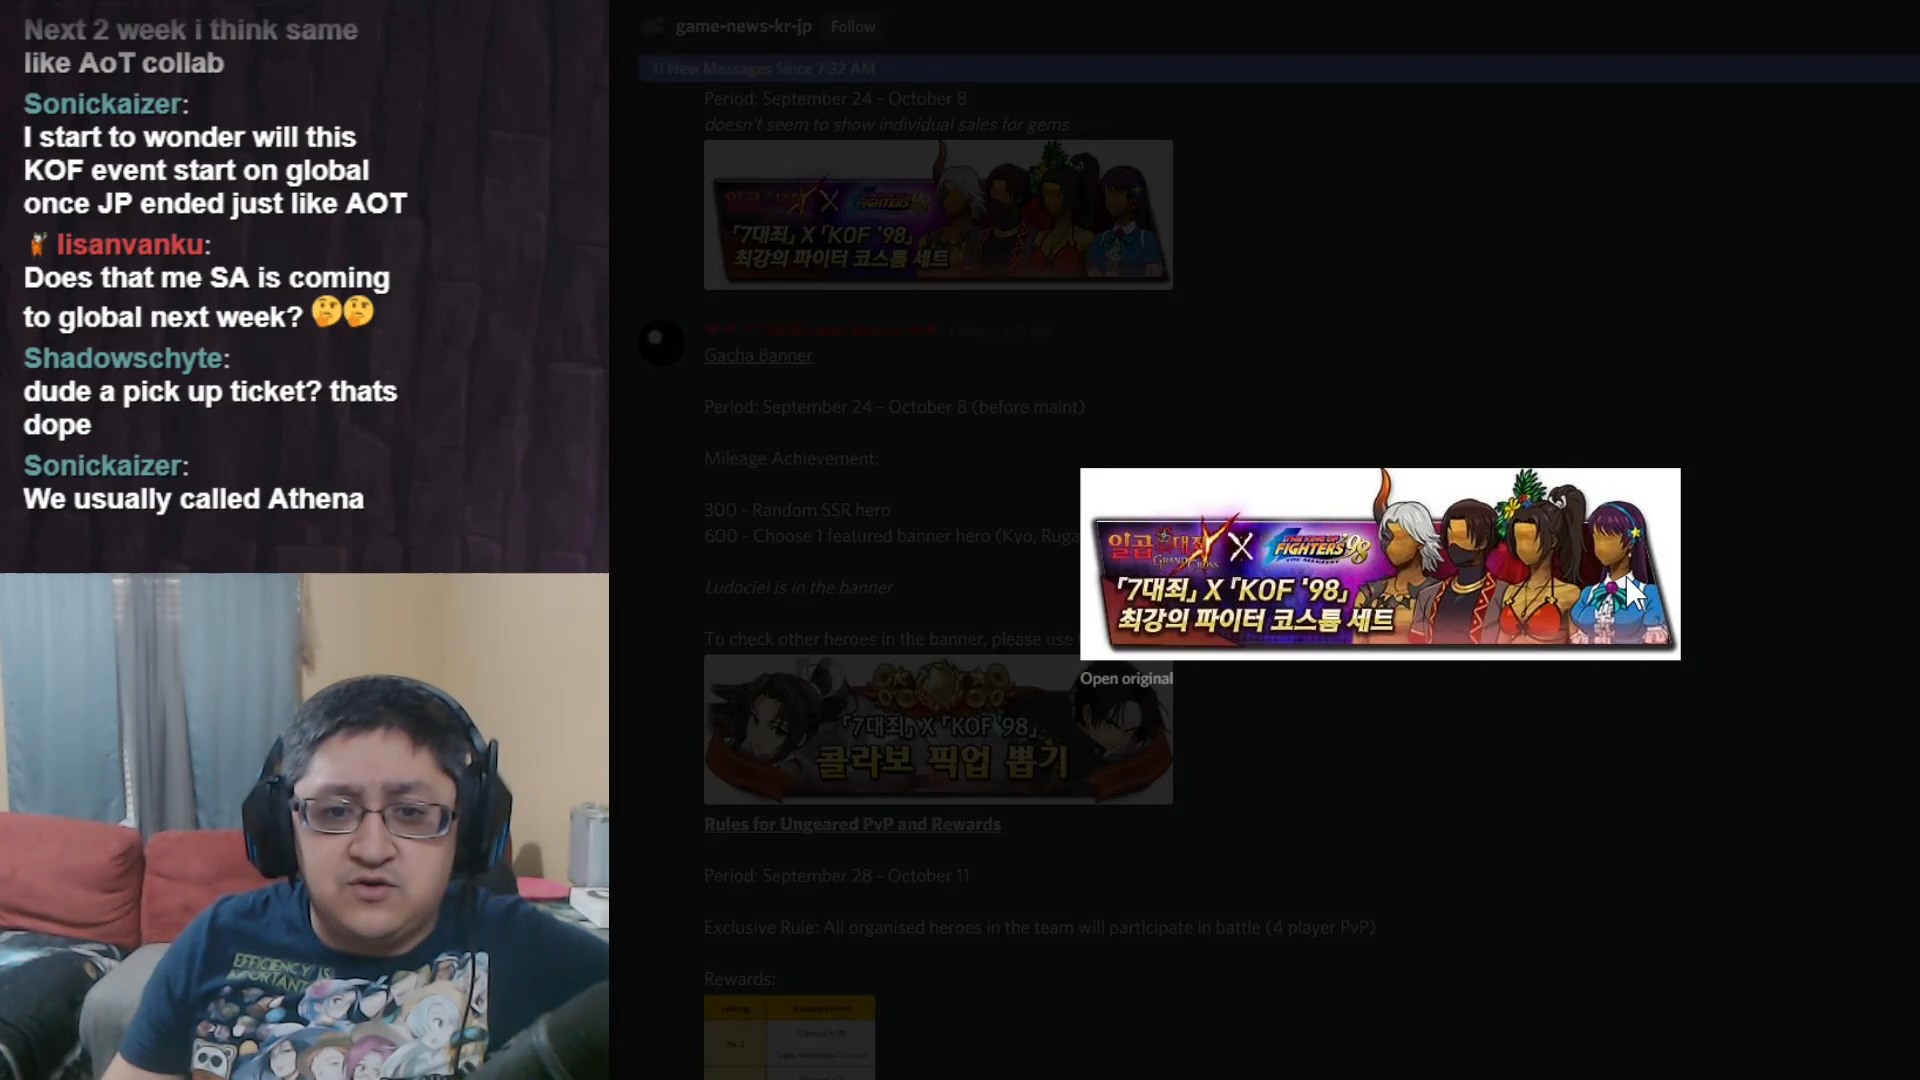 Next 2 week i think same
like AoT collab
Sonickaizer:
I start to wonder will this
KOF event start on global
once JP ended just like AOT
lisanvanku:
Does that me SA is coming
to global next week? 🤔🤔
Shadowschyte:
dude a pick up ticket? thats
dope
Sonickaizer:
We usually called Athena
EFFICIENCY IS
IMPORTANT
game-news-kr-jp Follow
11 New Messages Since 7:32 AM
Period: September 24 - October 8
doesn't seem to show individual sales for gems
「7대죄」 X 「KOF '98」
최강의 파이터 코스튬 세트
Gacha Banner
Period: September 24 - October 8 (before maint)
Mileage Achievement:
300 - Random SSR hero
600 - Choose 1 featured banner hero (Kyo, Ruga
Ludociel is in the banner
To check other heroes in the banner, please use
「7대죄」 X 「KOF '98」
콜라보 픽업 뽑기
일곱 개의 대죄
GRAND CROSS
X
THE KING OF
FIGHTERS '98
「7대죄」 X 「KOF '98」
최강의 파이터 코스튬 세트
Open original
Rules for Ungeared PvP and Rewards
Period: September 28 - October 11
Exclusive Rule: All organised heroes in the team will participate in battle (4 player PvP)
Rewards: